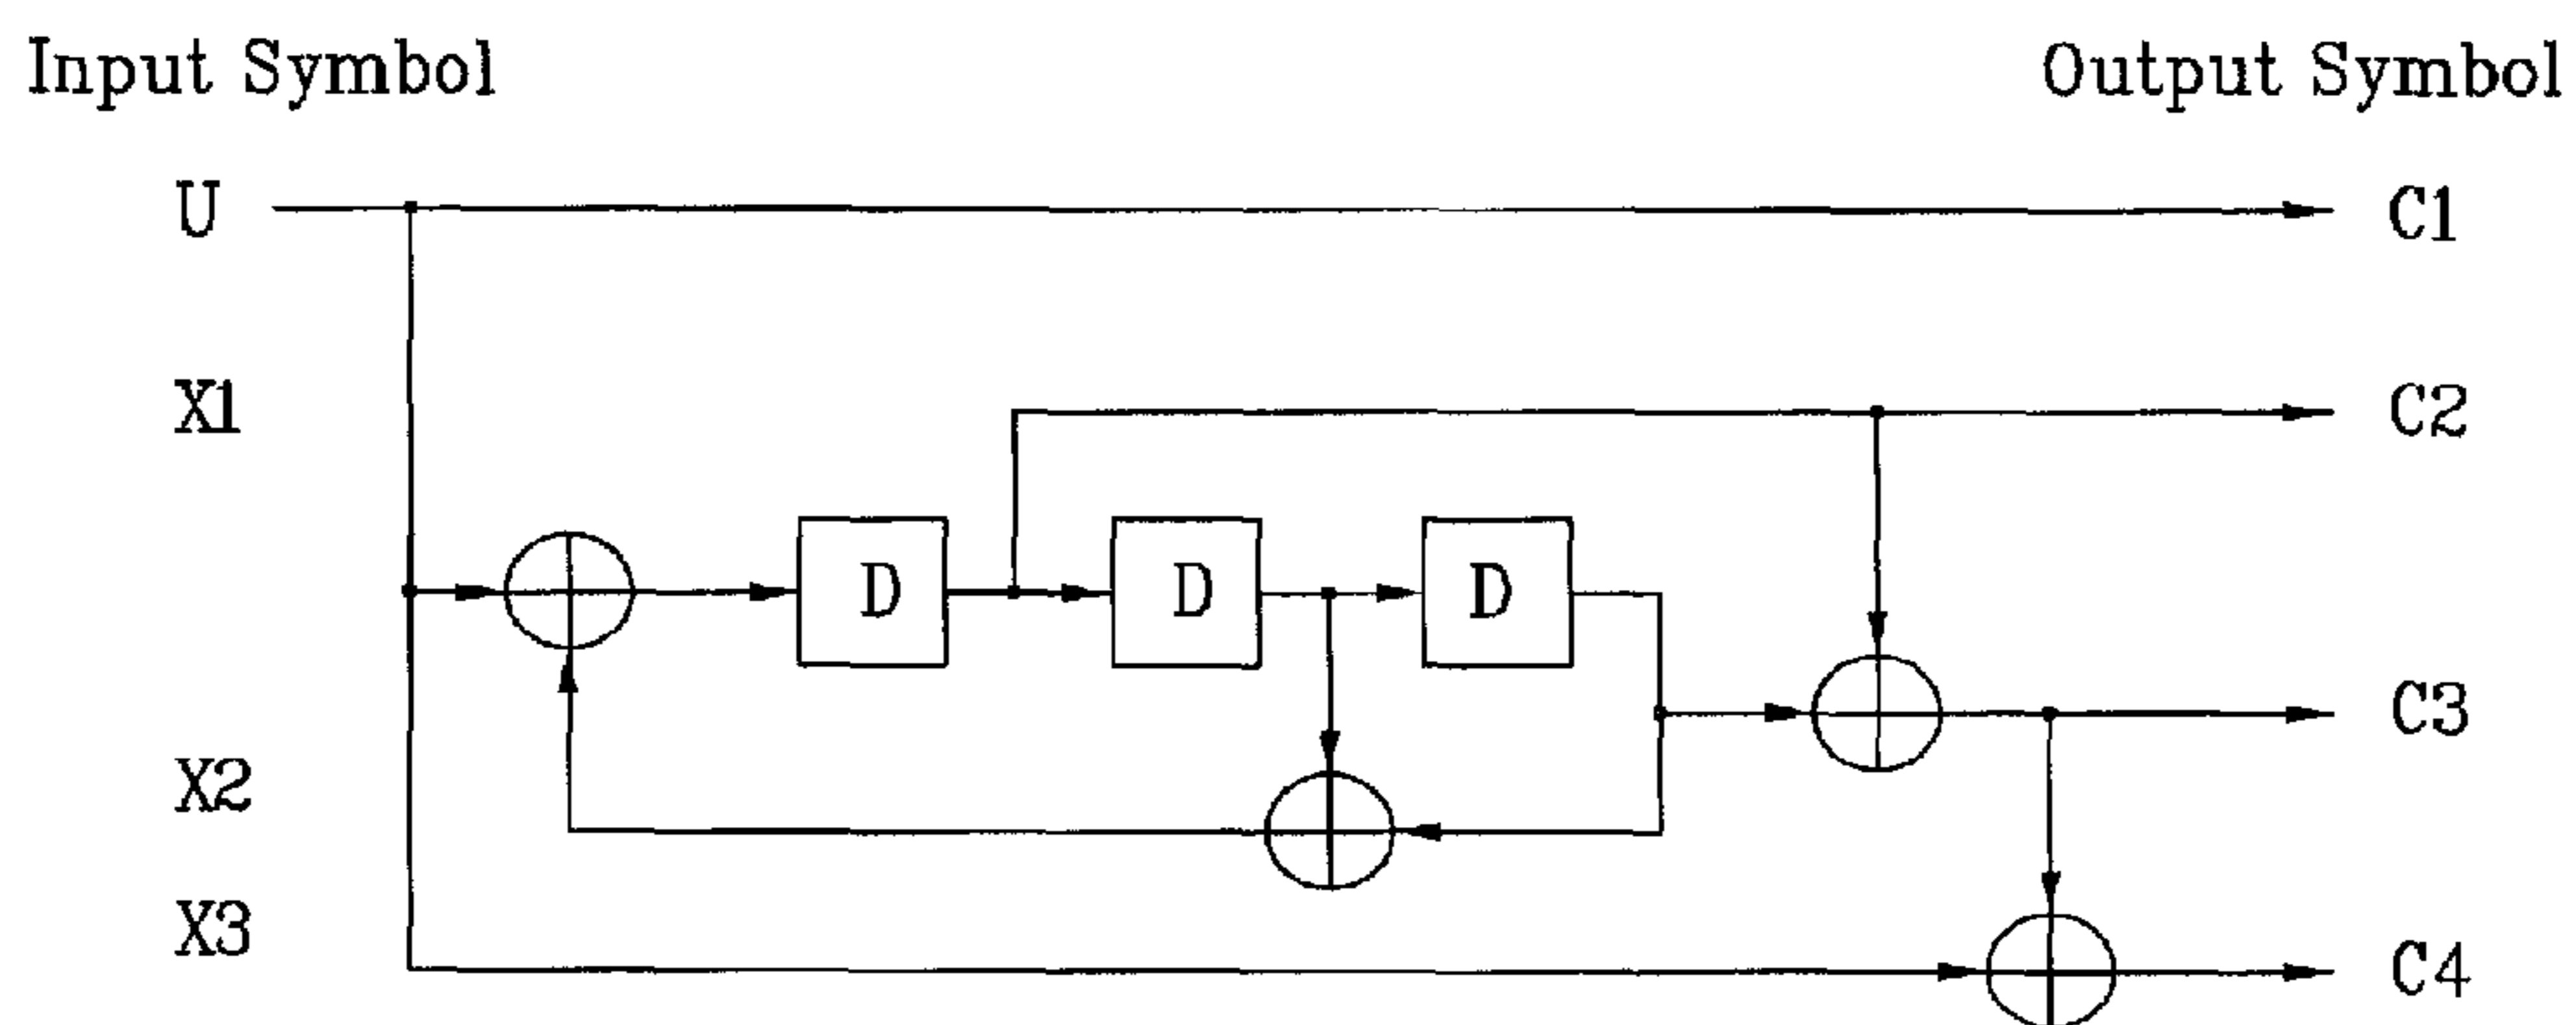 Input Symbol Output Symbol
U C1
X1 C2
D D D
C3
X2
X3
C4